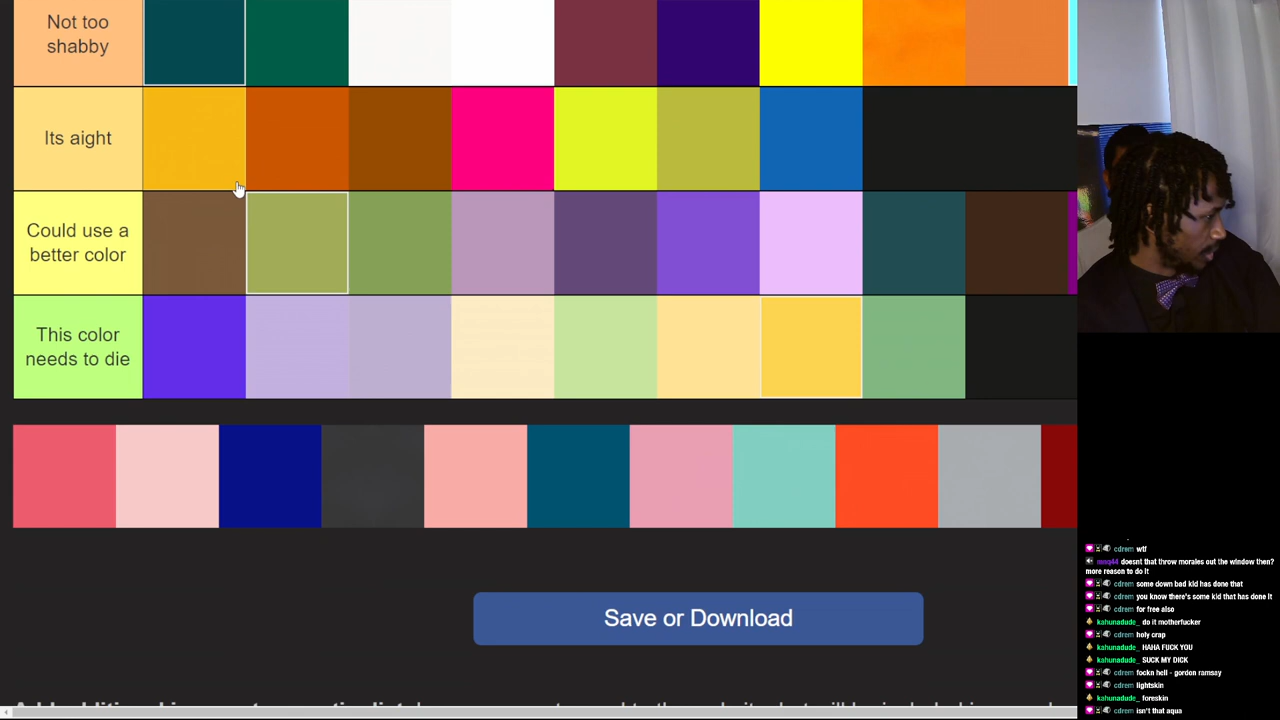 Not too
shabby
Its aight
Could use a
better color
This color
needs to die
Save or Download
cdrem wtf
mnq44 doesnt that throw morales out the window then?
more reason to do it
cdrem some down bad kid has done that
cdrem you know there's some kid that has done it
cdrem for free also
kahunadude_ do it motherfucker
cdrem holy crap
kahunadude_ HAHA FUCK YOU
kahunadude_ SUCK MY DICK
cdrem fockn hell - gordon ramsay
cdrem lightskin
kahunadude_ foreskin
cdrem isn't that aqua